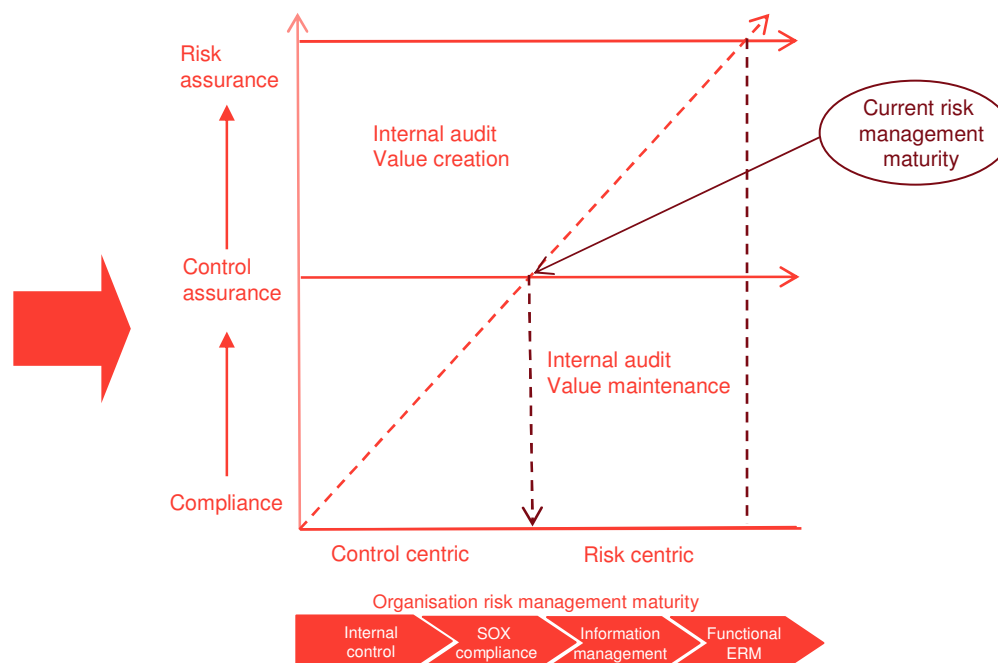 Risk
assurance
Internal audit
Value creation
Current risk
management
maturity
Control
assurance
Internal audit
Value maintenance
Compliance
Control centric
Risk centric
Organisation risk management maturity
Internal
control
SOX
compliance
Information
management
Functional
ERM